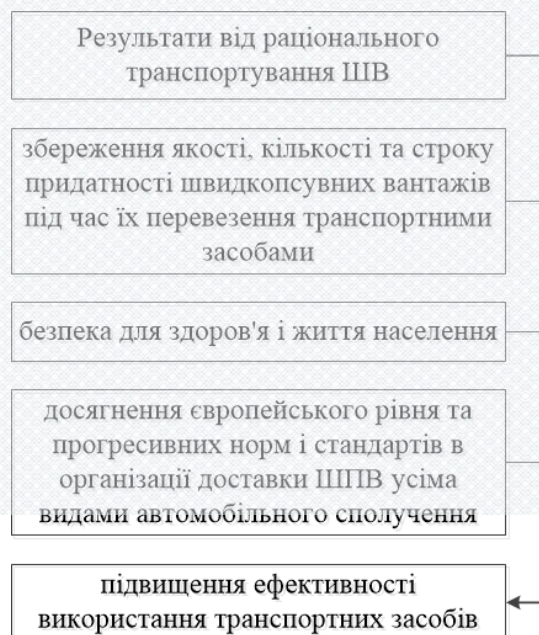 Результати від раціонального
транспортування ШВ
збереження якості, кількості та строку
придатності швидкопсувних вантажів
під час їх перевезення транспортними
засобами
безпека для здоров'я і життя населення
досягнення європейського рівня та
прогресивних норм і стандартів в
організації доставки ШПВ усіма
видами автомобільного сполучення
підвищення ефективності
використання транспортних засобів